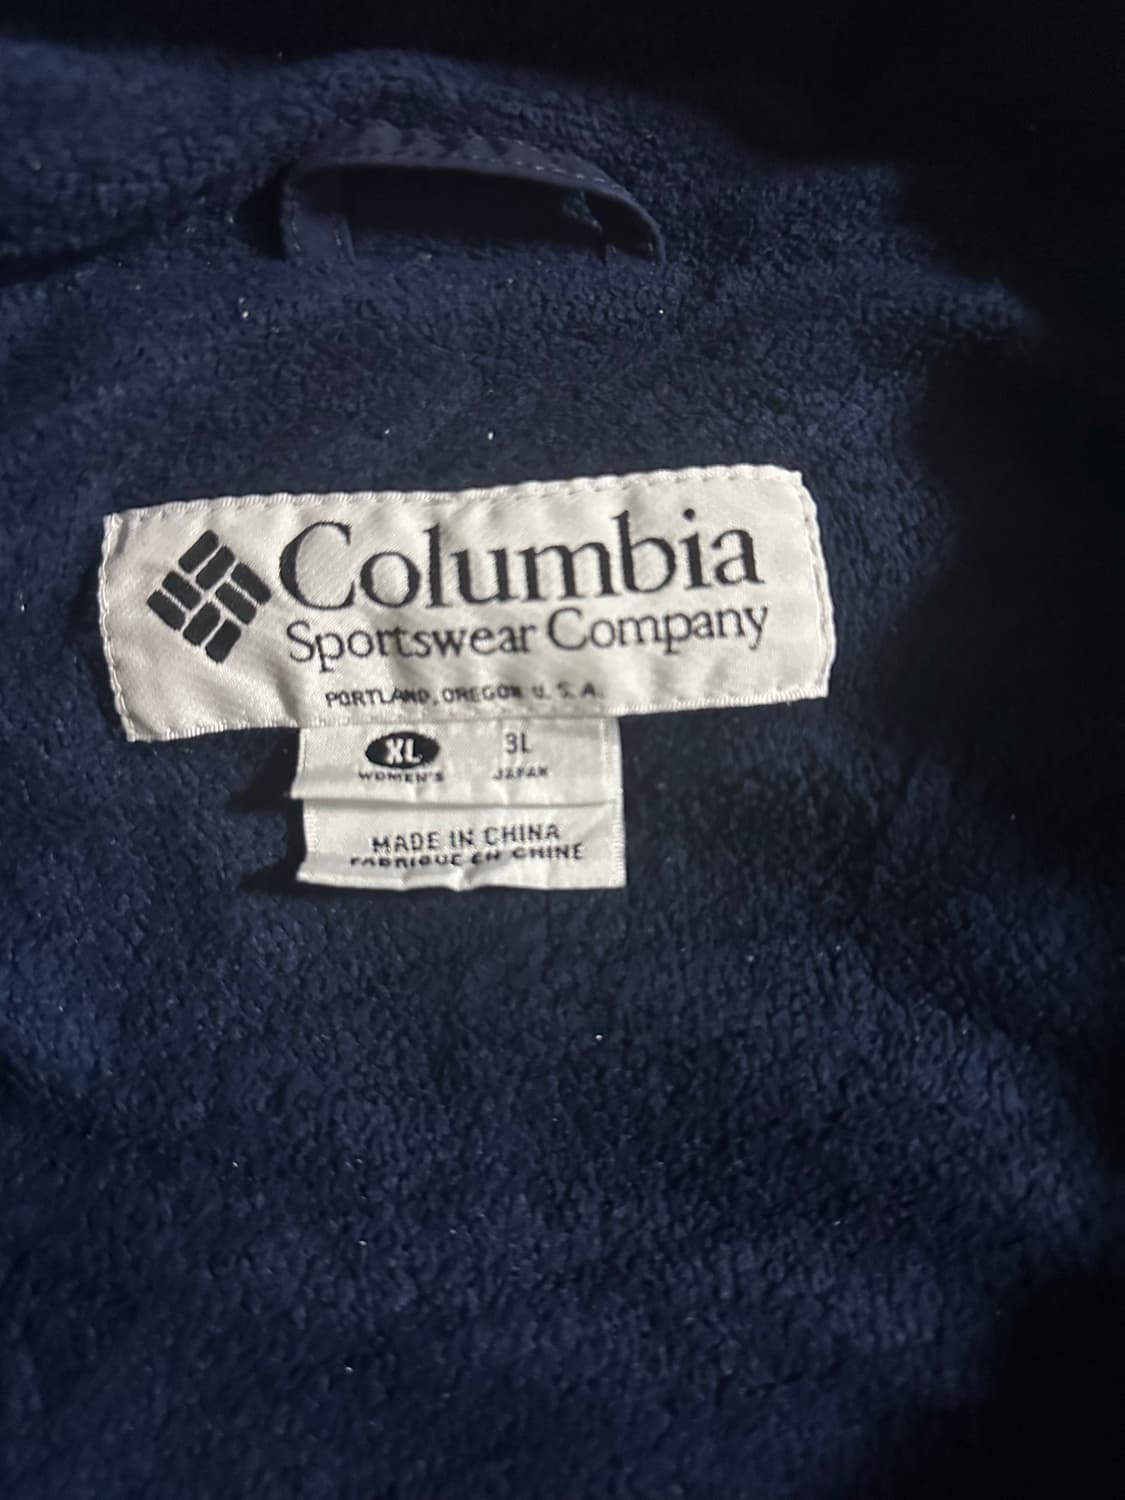 Columbia
Sportswear Company
PORTLAND, OREGON U.S.A.
XL 3L
WOMEN'S JAPAN
MADE IN CHINA
FABRIQUE EN CHINE